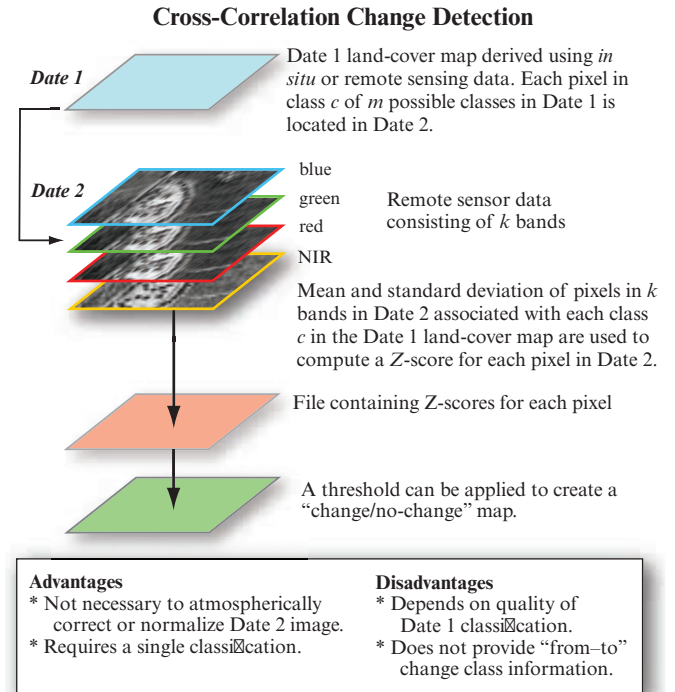 Cross-Correlation Change Detection
Date 1
Date 1 land-cover map derived using in
situ or remote sensing data. Each pixel in
class c of m possible classes in Date 1 is
located in Date 2.
Date 2
blue
green
red
NIR
Remote sensor data
consisting of k bands
Mean and standard deviation of pixels in k
bands in Date 2 associated with each class
c in the Date 1 land-cover map are used to
compute a Z-score for each pixel in Date 2.
File containing Z-scores for each pixel
A threshold can be applied to create a
“change/no-change” map.
Advantages
* Not necessary to atmospherically
correct or normalize Date 2 image.
* Requires a single classi☒cation.
Disadvantages
* Depends on quality of
Date 1 classi☒cation.
* Does not provide “from–to”
change class information.